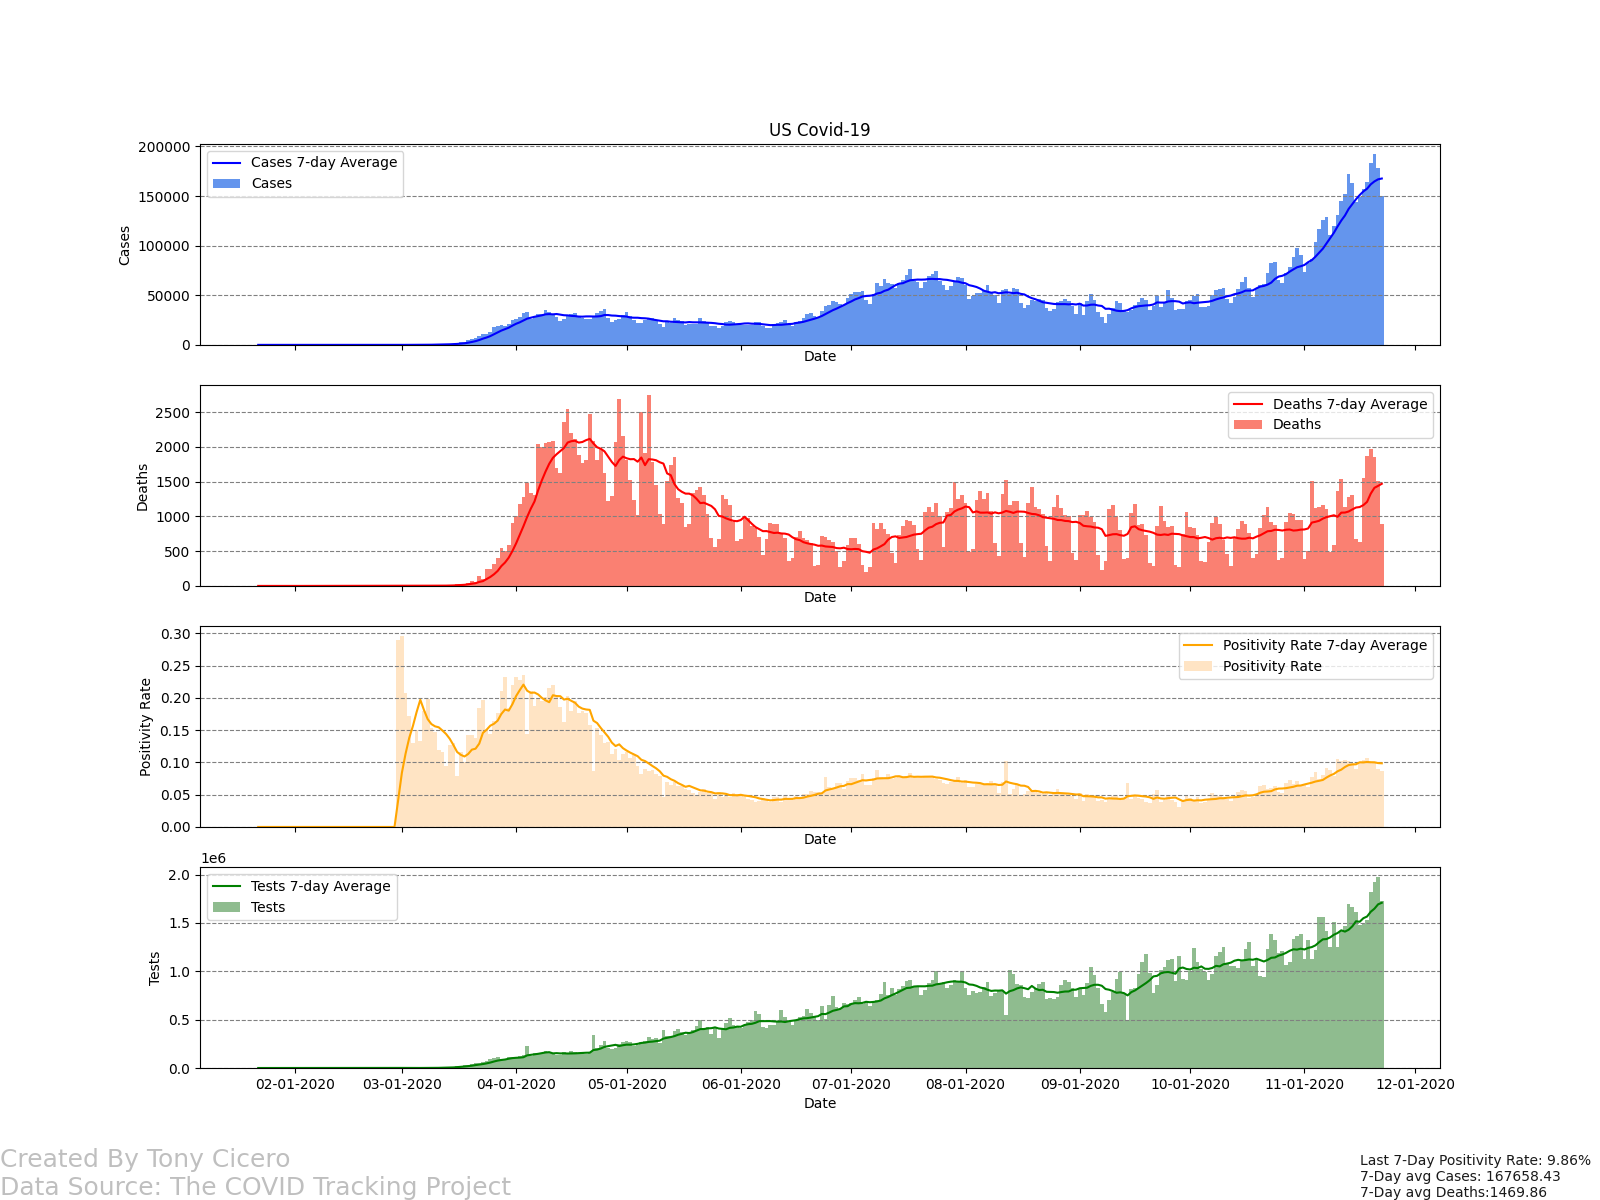 US Covid-19
200000
150000
100000
50000
0
Cases
Cases 7-day Average
Cases
Date
2500
2000
1500
1000
500
0
Deaths
Deaths 7-day Average
Deaths
Date
0.30
0.25
0.20
0.15
0.10
0.05
0.00
Positivity Rate
Positivity Rate 7-day Average
Positivity Rate
Date
1e6
2.0
1.5
1.0
0.5
0.0
Tests
Tests 7-day Average
Tests
02-01-2020 03-01-2020 04-01-2020 05-01-2020 06-01-2020 07-01-2020 08-01-2020 09-01-2020 10-01-2020 11-01-2020 12-01-2020
Date
Created By Tony Cicero
Data Source: The COVID Tracking Project
Last 7-Day Positivity Rate: 9.86%
7-Day avg Cases: 167658.43
7-Day avg Deaths:1469.86